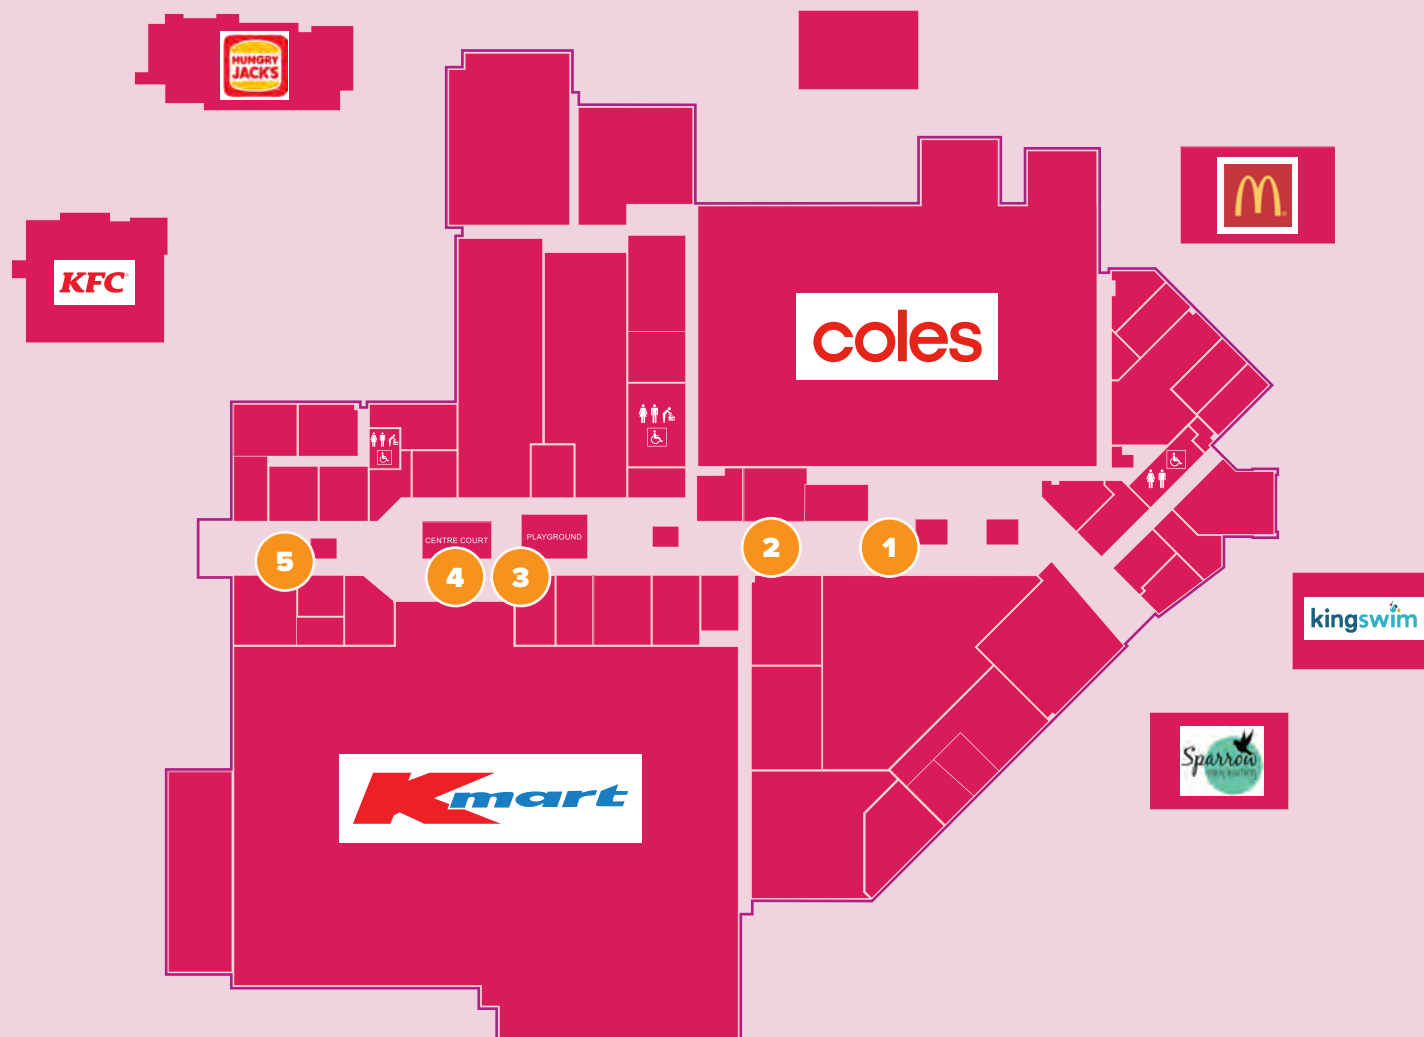 HUNGRY
JACK'S
KFC
coles
CENTRE COURT
PLAYGROUND
5
4
3
2
1
kingswim
Sparrow
Kmart